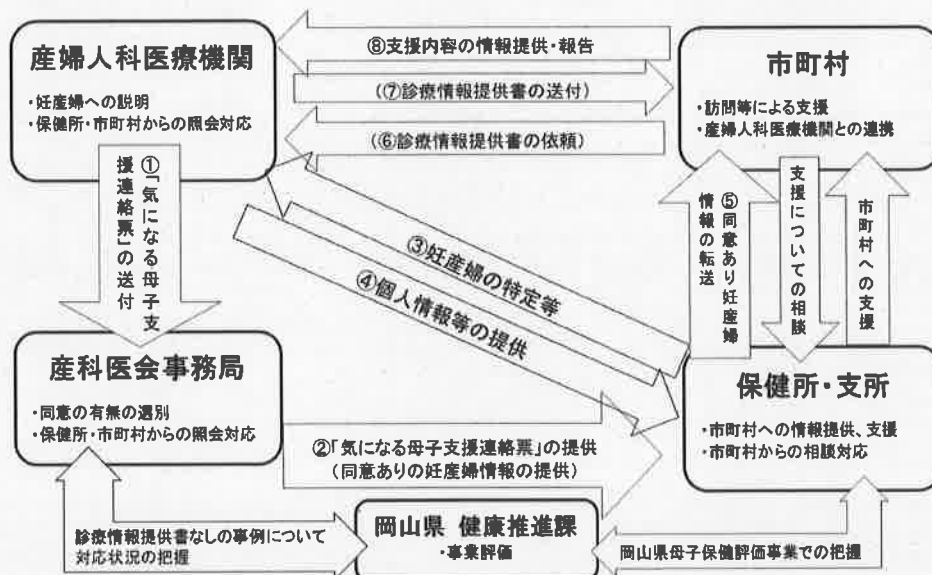 産婦人科医療機関
・妊産婦への説明
・保健所・市町村からの照会対応
⑧支援内容の情報提供・報告
(⑦診療情報提供書の送付)
(⑥診療情報提供書の依頼)
市町村
・訪問等による支援
・産婦人科医療機関との連携
①「気になる母子支
援連絡票」の送付
③妊産婦の特定等
④個人情報等の提供
⑤同意あり妊産婦
情報の転送
支援についての相談
市町村への支援
産科医会事務局
・同意の有無の選別
・保健所・市町村からの照会対応
②「気になる母子支援連絡票」の提供
(同意ありの妊産婦情報の提供)
保健所・支所
・市町村への情報提供、支援
・市町村からの相談対応
診療情報提供書なしの事例について
対応状況の把握
岡山県 健康推進課
・事業評価
岡山県母子保健評価事業での把握